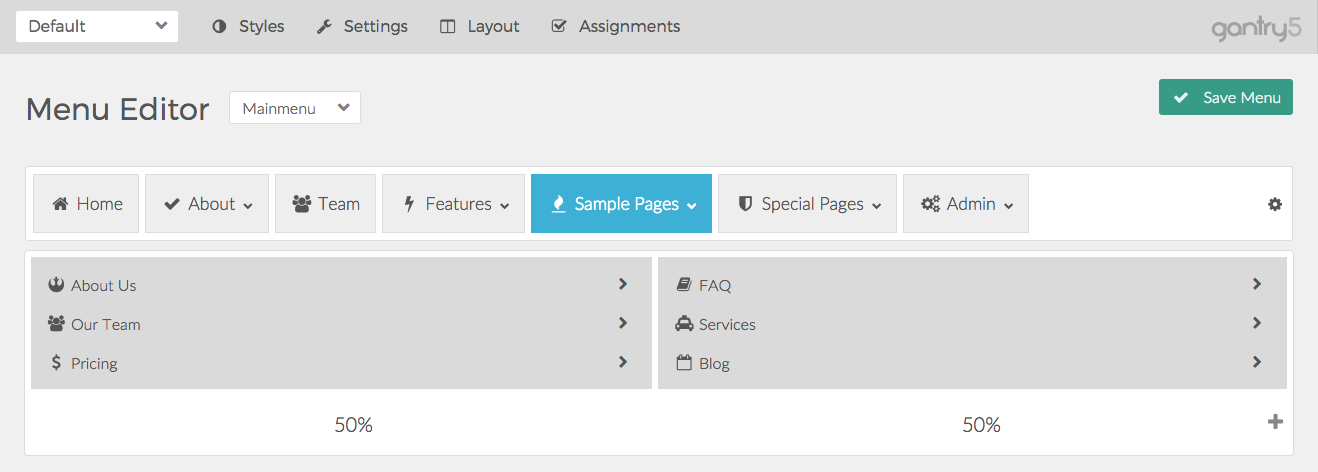 Default Styles Settings Layout Assignments gantry5
Menu Editor Mainmenu Save Menu
Home About Team Features Sample Pages Special Pages Admin
About Us FAQ
Our Team Services
$ Pricing Blog
50% 50%